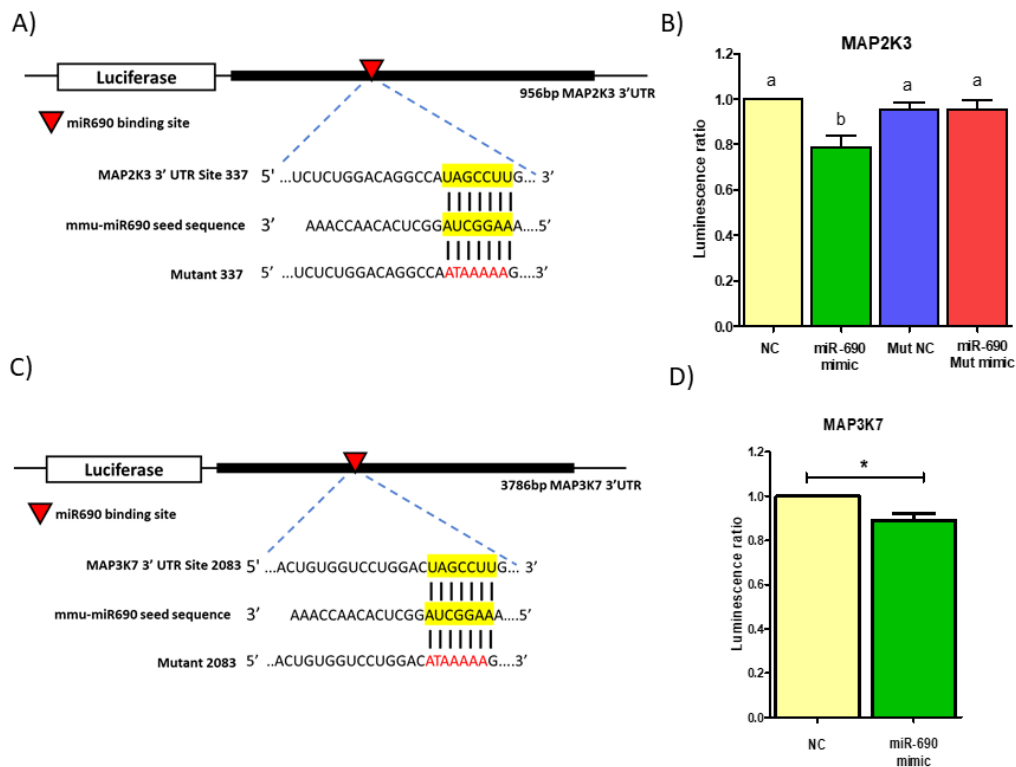 A)
Luciferase
956bp MAP2K3 3'UTR
miR690 binding site
MAP2K3 3' UTR Site 337 5' ...UCUCUGGACAGGCCAUAGCCUUG... 3'
mmu-miR690 seed sequence 3' AAACCAACACUCGGAUCGGAAA....5'
Mutant 337 5' ...UCUCUGGACAGGCCAATAAAAAG....3'
B)
MAP2K3
Luminescence ratio
1.2
1.0
0.8
0.6
0.4
0.2
0.0
a
b
a
a
NC
miR-690 mimic
Mut NC
miR-690 Mut mimic
C)
Luciferase
3786bp MAP3K7 3'UTR
miR690 binding site
MAP3K7 3' UTR Site 2083 5' ...ACUGUGGUCCUGGACUAGCCUUG... 3'
mmu-miR690 seed sequence 3' AAACCAACACUCGGAUCGGAAA....5'
Mutant 2083 5' ..ACUGUGGUCCUGGACATAAAAAG....3'
D)
MAP3K7
Luminescence ratio
1.2
1.0
0.8
0.6
0.4
0.2
0.0
*
NC
miR-690 mimic